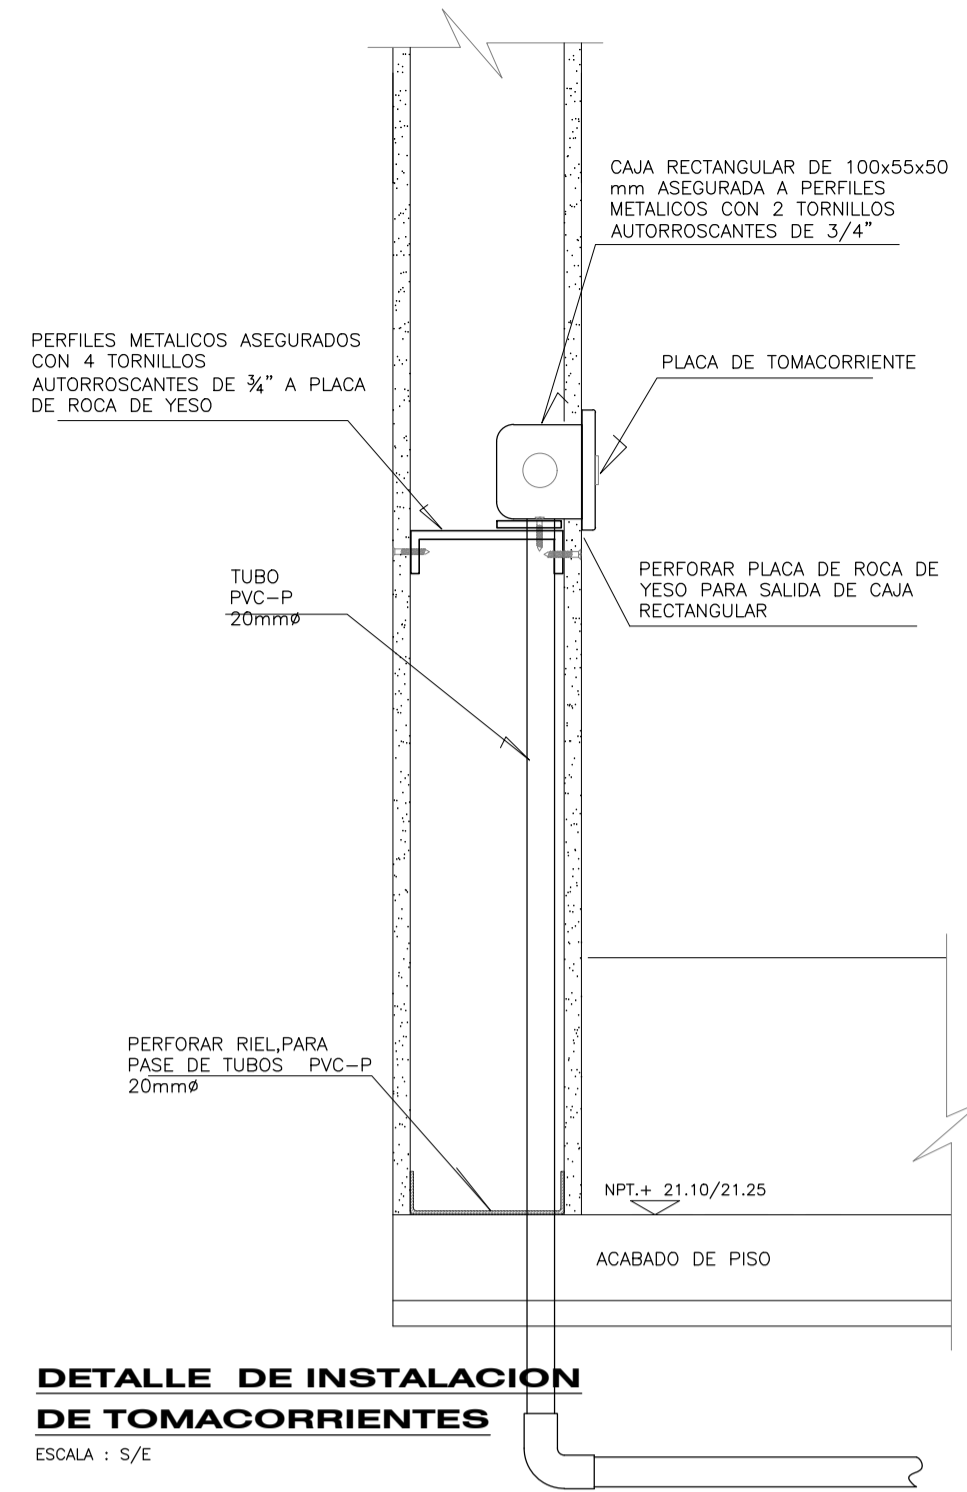 CAJA RECTANGULAR DE 100x55x50
mm ASEGURADA A PERFILES
METALICOS CON 2 TORNILLOS
AUTORROSCANTES DE 3/4”
PERFILES METALICOS ASEGURADOS
CON 4 TORNILLOS
AUTORROSCANTES DE ¾” A PLACA
DE ROCA DE YESO
PLACA DE TOMACORRIENTE
TUBO
PVC-P
20mmø
PERFORAR PLACA DE ROCA DE
YESO PARA SALIDA DE CAJA
RECTANGULAR
PERFORAR RIEL,PARA
PASE DE TUBOS PVC-P
20mmø
NPT.+ 21.10/21.25
ACABADO DE PISO
DETALLE DE INSTALACION
DE TOMACORRIENTES
ESCALA : S/E